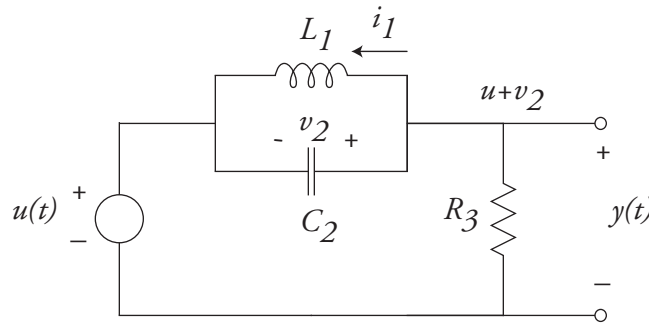 L1
i1
u+v2
- v2 +
+
+
u(t)
C2
R3
y(t)
−
−